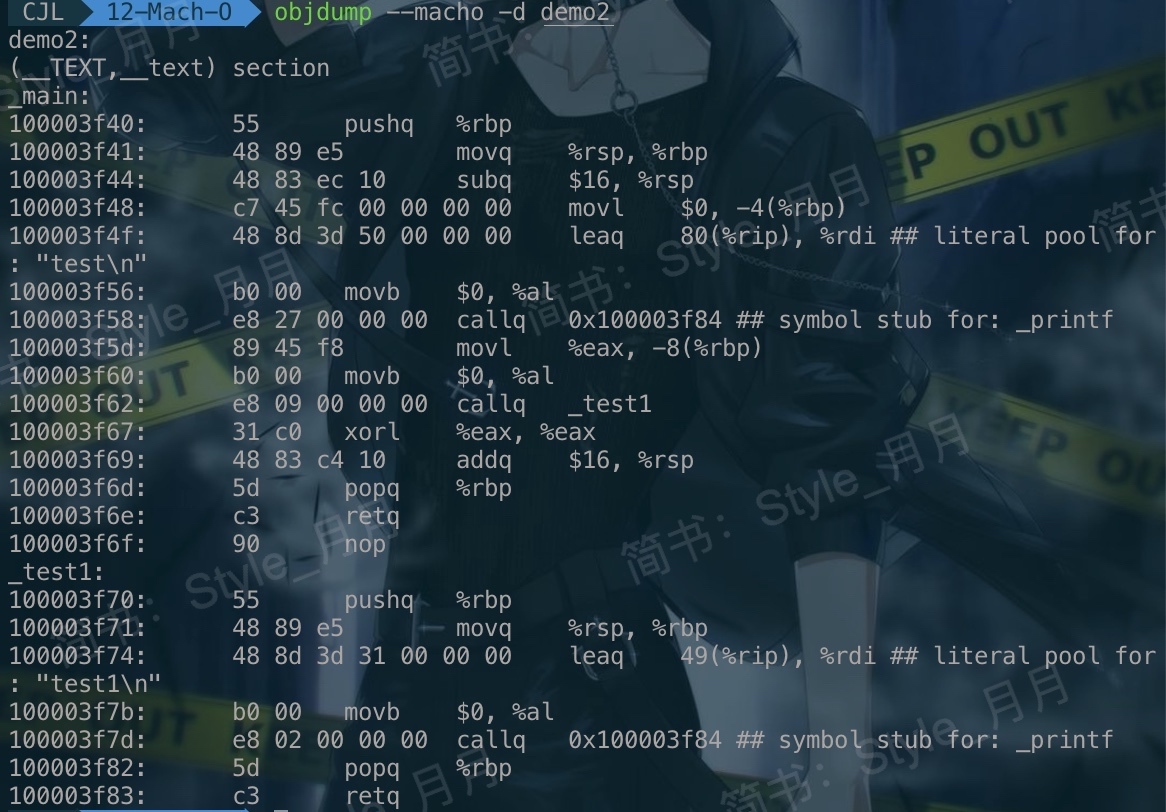 CJL 12-Mach-O objdump --macho -d demo2
demo2:
(__TEXT,__text) section
_main:
100003f40: 55 pushq %rbp
100003f41: 48 89 e5 movq %rsp, %rbp
100003f44: 48 83 ec 10 subq $16, %rsp
100003f48: c7 45 fc 00 00 00 00 movl $0, -4(%rbp)
100003f4f: 48 8d 3d 50 00 00 00 leaq 80(%rip), %rdi ## literal pool for
: "test\n"
100003f56: b0 00 movb $0, %al
100003f58: e8 27 00 00 00 callq 0x100003f84 ## symbol stub for: _printf
100003f5d: 89 45 f8 movl %eax, -8(%rbp)
100003f60: b0 00 movb $0, %al
100003f62: e8 09 00 00 00 callq _test1
100003f67: 31 c0 xorl %eax, %eax
100003f69: 48 83 c4 10 addq $16, %rsp
100003f6d: 5d popq %rbp
100003f6e: c3 retq
100003f6f: 90 nop
_test1:
100003f70: 55 pushq %rbp
100003f71: 48 89 e5 movq %rsp, %rbp
100003f74: 48 8d 3d 31 00 00 00 leaq 49(%rip), %rdi ## literal pool for
: "test1\n"
100003f7b: b0 00 movb $0, %al
100003f7d: e8 02 00 00 00 callq 0x100003f84 ## symbol stub for: _printf
100003f82: 5d popq %rbp
100003f83: c3 retq
简书: Style_月月
OUT KE
EP OUT
OUT
KEEP OU